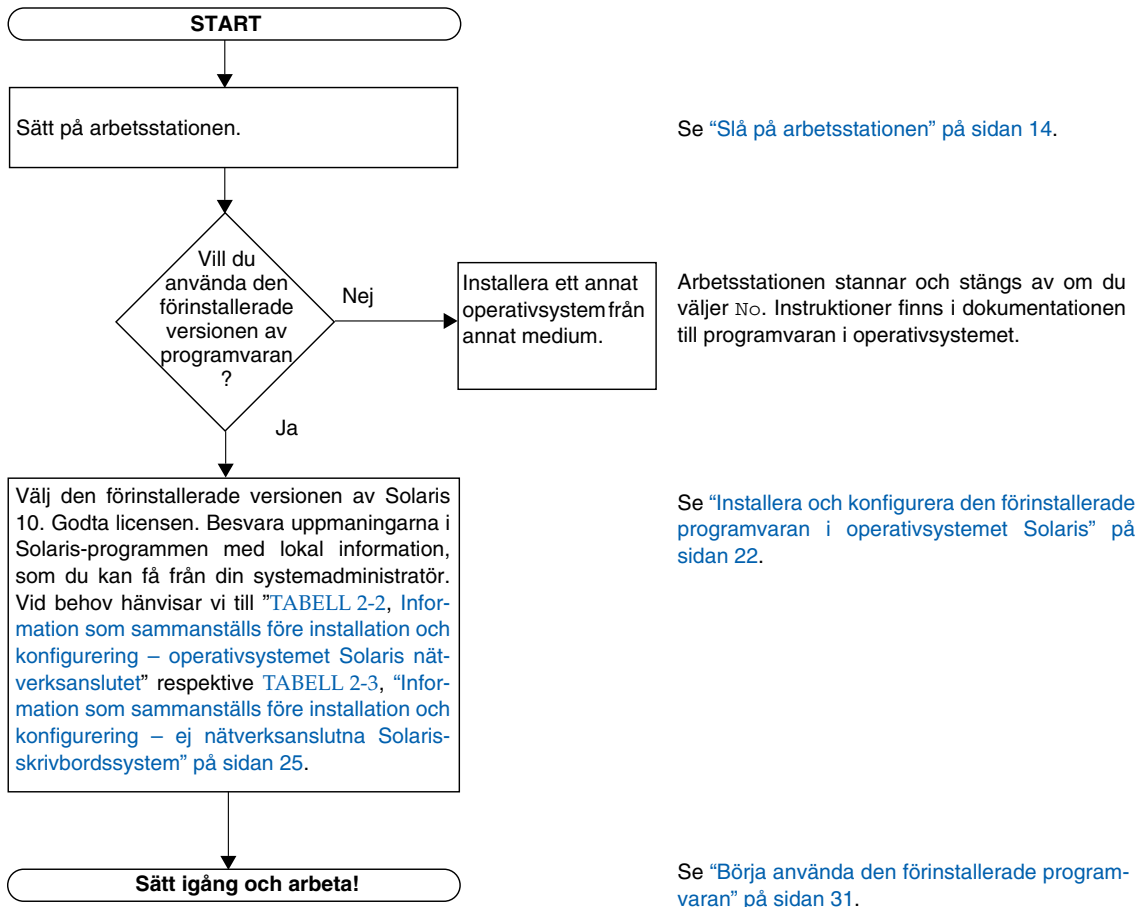 START
Sätt på arbetsstationen.
Se “Slå på arbetsstationen” på sidan 14.
Vill du
använda den
förinstallerade
versionen av
programvaran
?
Nej
Installera ett annat
operativsystem från
annat medium.
Arbetsstationen stannar och stängs av om du
väljer No. Instruktioner finns i dokumentationen
till programvaran i operativsystemet.
Ja
Välj den förinstallerade versionen av Solaris
10. Godta licensen. Besvara uppmaningarna i
Solaris-programmen med lokal information,
som du kan få från din systemadministratör.
Vid behov hänvisar vi till ”TABELL 2-2, Infor-
mation som sammanställs före installation och
konfigurering – operativsystemet Solaris nät-
verksanslutet” respektive TABELL 2-3, “Infor-
mation som sammanställs före installation och
konfigurering – ej nätverksanslutna Solaris-
skrivbordssystem” på sidan 25.
Se “Installera och konfigurera den förinstallerade
programvaran i operativsystemet Solaris” på
sidan 22.
Sätt igång och arbeta!
Se “Börja använda den förinstallerade program-
varan” på sidan 31.